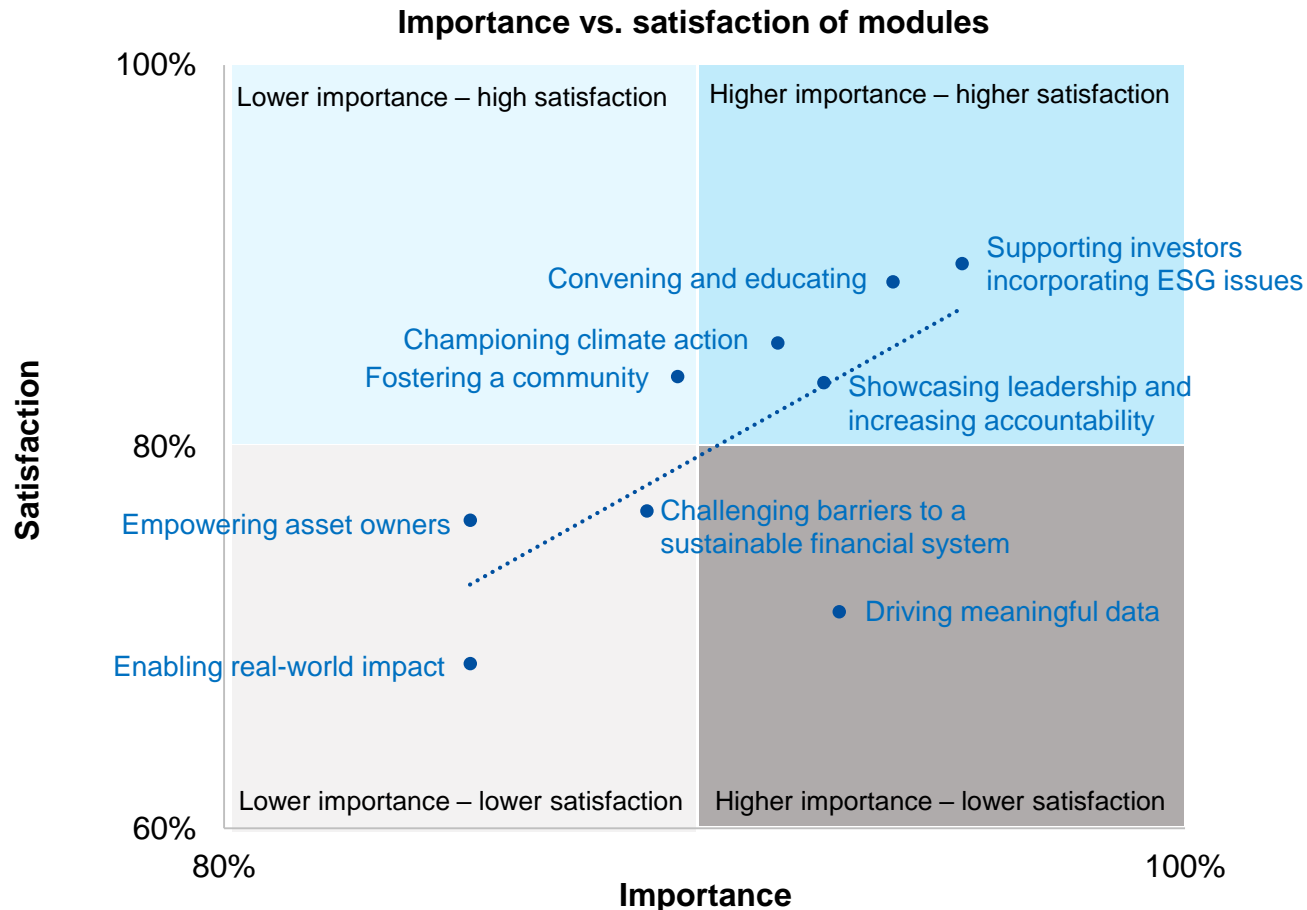 Importance vs. satisfaction of modules
100%
Lower importance – high satisfaction
Higher importance – higher satisfaction
Supporting investors
incorporating ESG issues
Convening and educating
Championing climate action
Fostering a community
Showcasing leadership and
increasing accountability
80%
Satisfaction
Empowering asset owners
Challenging barriers to a
sustainable financial system
Driving meaningful data
Enabling real-world impact
Lower importance – lower satisfaction
Higher importance – lower satisfaction
60%
80%
100%
Importance